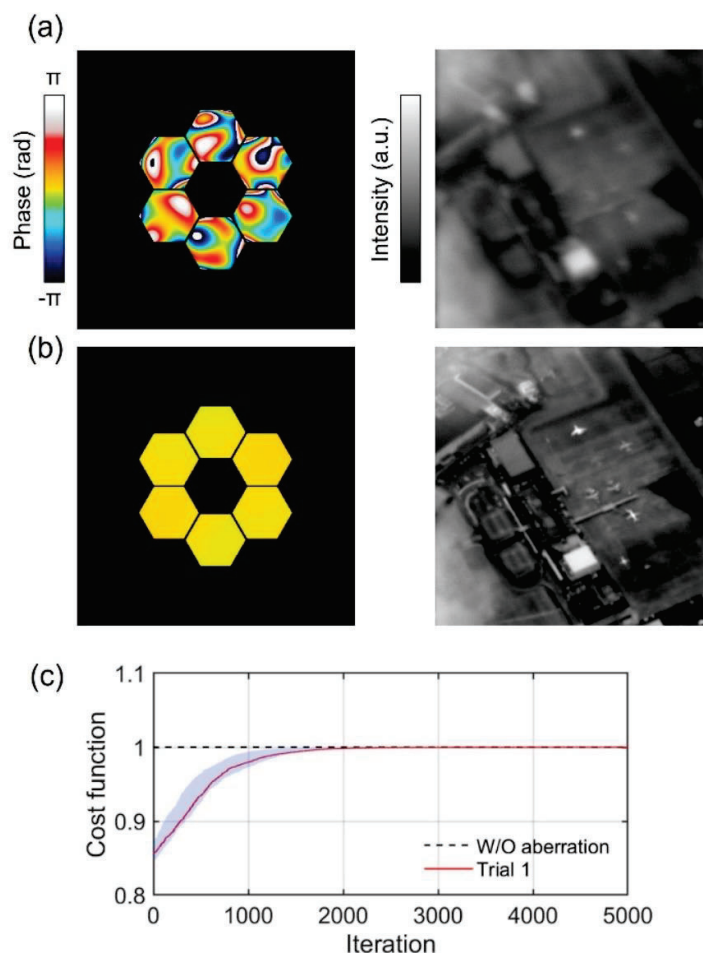 (a)
π
Phase (rad)
-π
Intensity (a.u.)
(b)
(c)
1.1
1
0.9
0.8
Cost function
W/O aberration
Trial 1
0 1000 2000 3000 4000 5000
Iteration